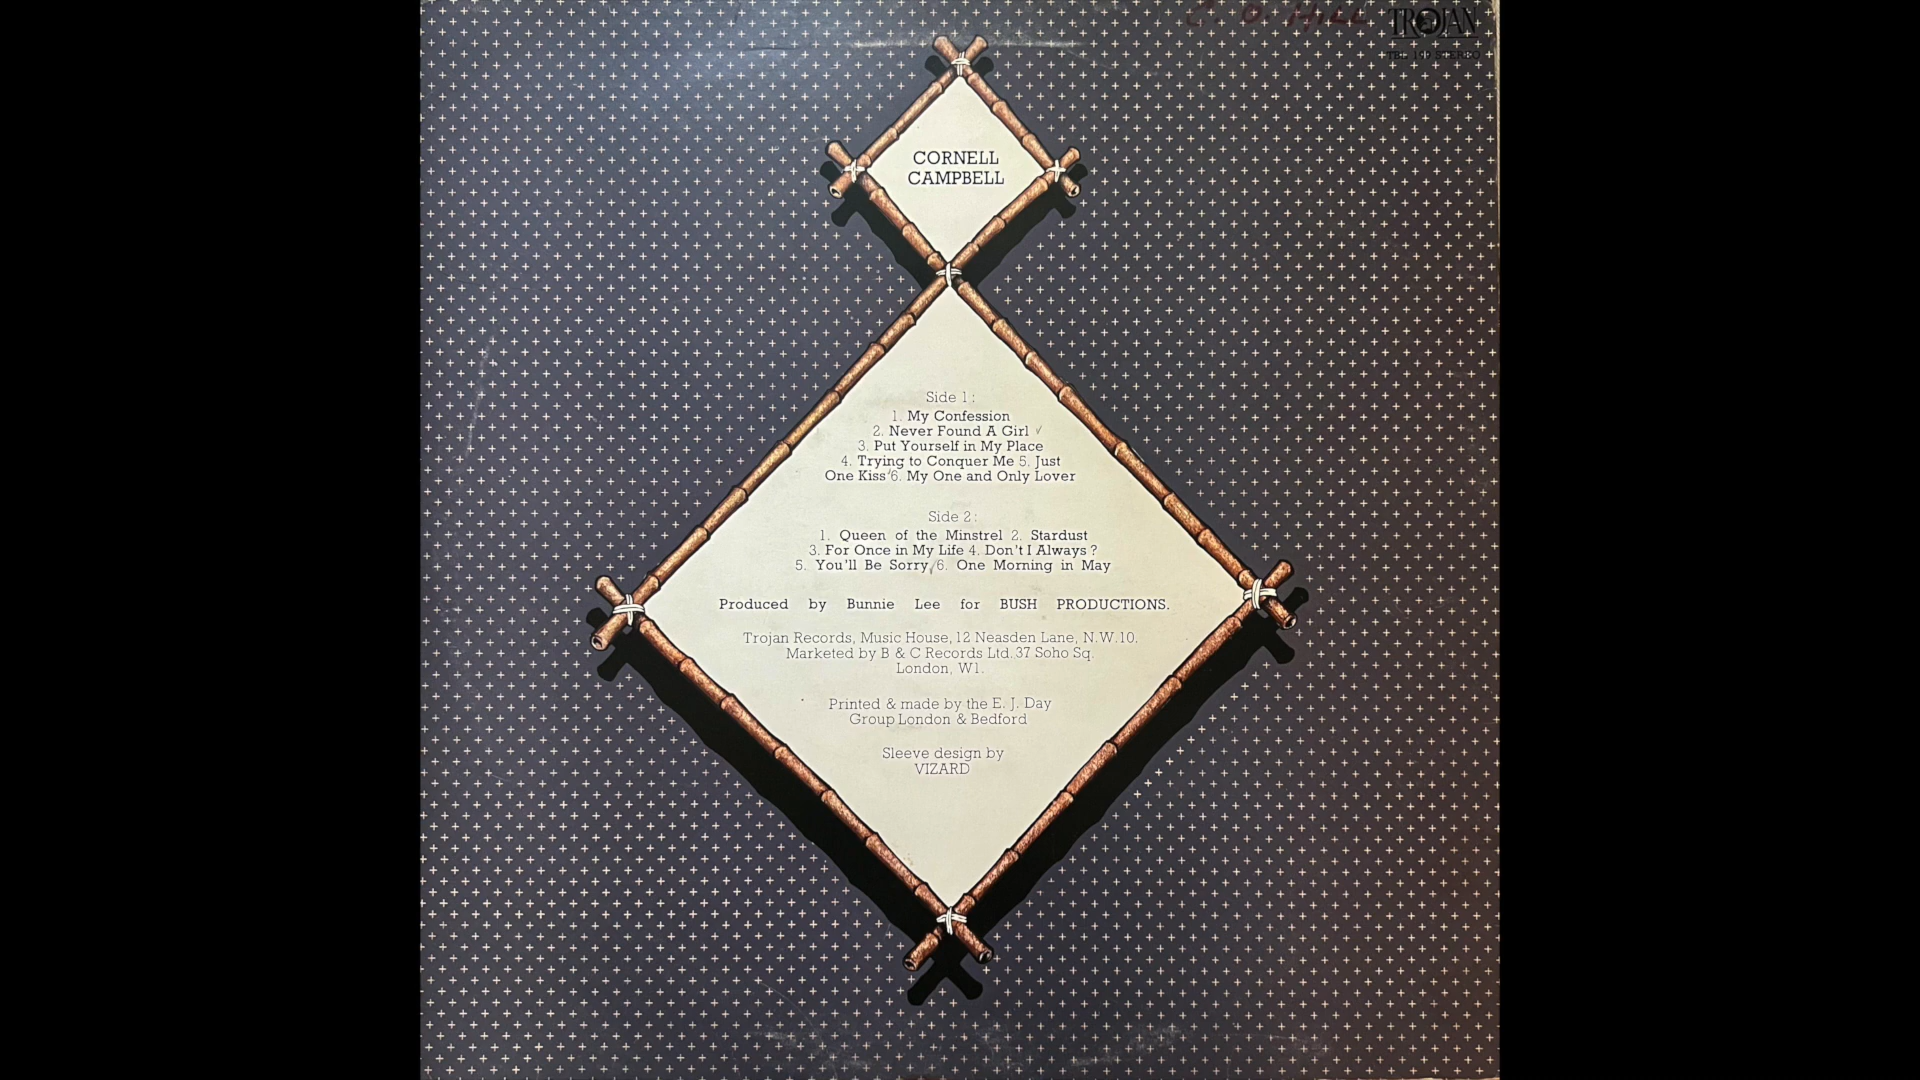 C. O. HILL
TROJAN
TBL 199 STEREO
CORNELL
CAMPBELL
Side 1:
1. My Confession
2. Never Found A Girl
3. Put Yourself in My Place
4. Trying to Conquer Me 5. Just
One Kiss 6. My One and Only Lover
Side 2:
1. Queen of the Minstrel 2. Stardust
3. For Once in My Life 4. Don't I Always?
5. You'll Be Sorry 6. One Morning in May
Produced by Bunnie Lee for BUSH PRODUCTIONS.
Trojan Records, Music House, 12 Neasden Lane, N.W.10.
Marketed by B & C Records Ltd. 37 Soho Sq.
London, W1.
Printed & made by the E. J. Day
Group London & Bedford
Sleeve design by
VIZARD